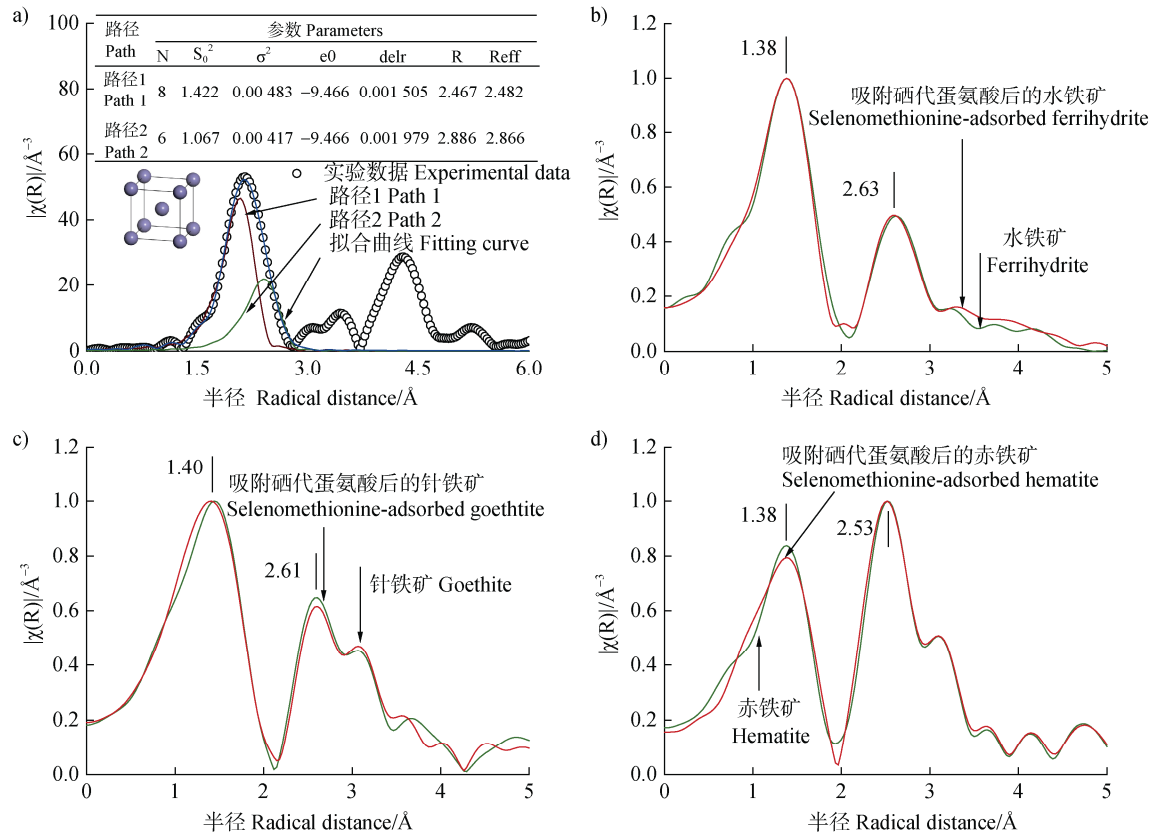 a)
100
80
60
40
20
0
|χ(R)|/Å⁻³
路径 参数 Parameters
Path N S₀² σ² e0 delr R Reff
路径1
Path 1 8 1.422 0.00 483 −9.466 0.001 505 2.467 2.482
路径2
Path 2 6 1.067 0.00 417 −9.466 0.001 979 2.886 2.866
实验数据 Experimental data
路径1 Path 1
路径2 Path 2
拟合曲线 Fitting curve
0.0 1.5 3.0 4.5 6.0
半径 Radical distance/Å
b)
1.2
1.0
0.8
0.6
0.4
0.2
0.0
|χ(R)|/Å⁻³
1.38
吸附硒代蛋氨酸后的水铁矿
Selenomethionine-adsorbed ferrihydrite
2.63
水铁矿
Ferrihydrite
0 1 2 3 4 5
半径 Radical distance/Å
c)
1.2
1.0
0.8
0.6
0.4
0.2
0.0
|χ(R)|/Å⁻³
1.40
吸附硒代蛋氨酸后的针铁矿
Selenomethionine-adsorbed goethtite
2.61
针铁矿 Goethite
0 1 2 3 4 5
半径 Radical distance/Å
d)
1.2
1.0
0.8
0.6
0.4
0.2
0.0
|χ(R)|/Å⁻³
吸附硒代蛋氨酸后的赤铁矿
Selenomethionine-adsorbed hematite
1.38
2.53
赤铁矿
Hematite
0 1 2 3 4 5
半径 Radical distance/Å